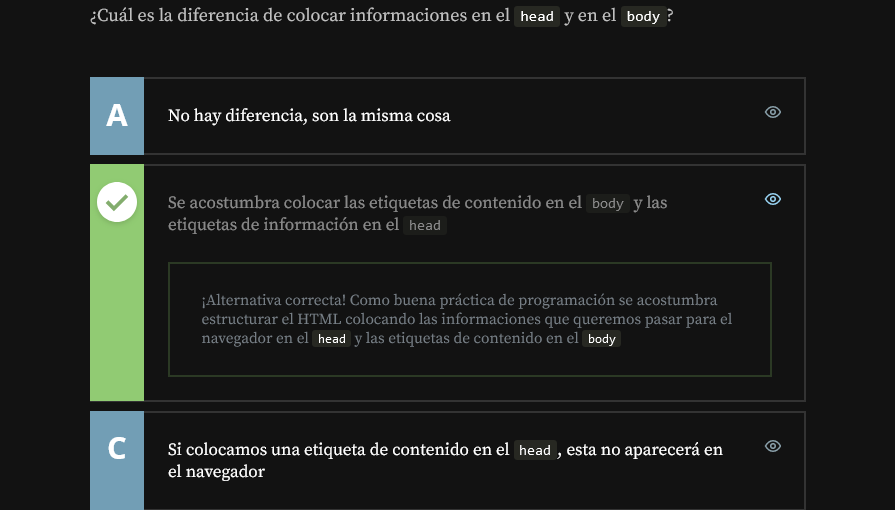 ¿Cuál es la diferencia de colocar informaciones en el head y en el body?
A
No hay diferencia, son la misma cosa
Se acostumbra colocar las etiquetas de contenido en el body y las
etiquetas de información en el head
¡Alternativa correcta! Como buena práctica de programación se acostumbra
estructurar el HTML colocando las informaciones que queremos pasar para el
navegador en el head y las etiquetas de contenido en el body
C
Si colocamos una etiqueta de contenido en el head, esta no aparecerá en
el navegador